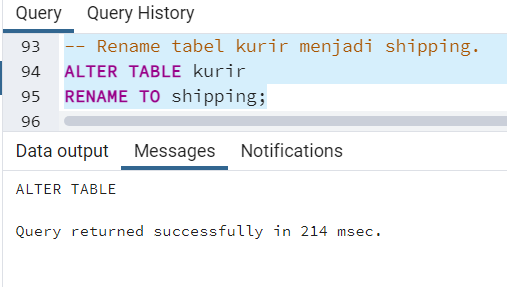 Query Query History
93 -- Rename tabel kurir menjadi shipping.
94 ALTER TABLE kurir
95 RENAME TO shipping;
96
Data output Messages Notifications
ALTER TABLE
Query returned successfully in 214 msec.